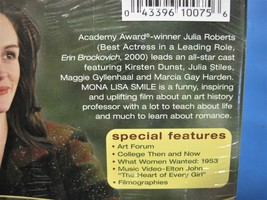 0 43396 10075 6
Academy Award®-winner Julia Roberts
(Best Actress in a Leading Role,
Erin Brockovich, 2000) leads an all-star cast
featuring Kirsten Dunst, Julia Stiles,
Maggie Gyllenhaal and Marcia Gay Harden.
MONA LISA SMILE is a funny, inspiring
and uplifting film about an art history
professor with a lot to teach about life
and much to learn about romance.
special features
• Art Forum
• College Then and Now
• What Women Wanted: 1953
• Music Video–Elton John
"The Heart of Every Girl"
• Filmographies